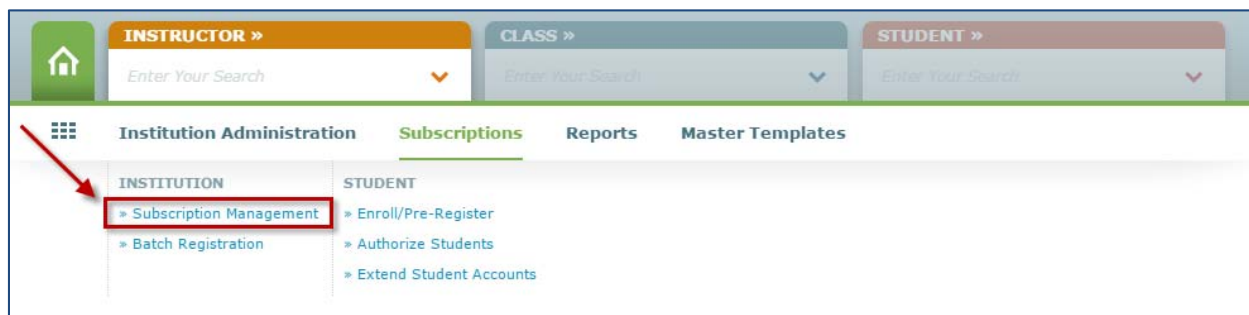 INSTRUCTOR » CLASS » STUDENT »
Enter Your Search Enter Your Search Enter Your Search
Institution Administration Subscriptions Reports Master Templates
INSTITUTION STUDENT
» Subscription Management » Enroll/Pre-Register
» Batch Registration » Authorize Students
» Extend Student Accounts